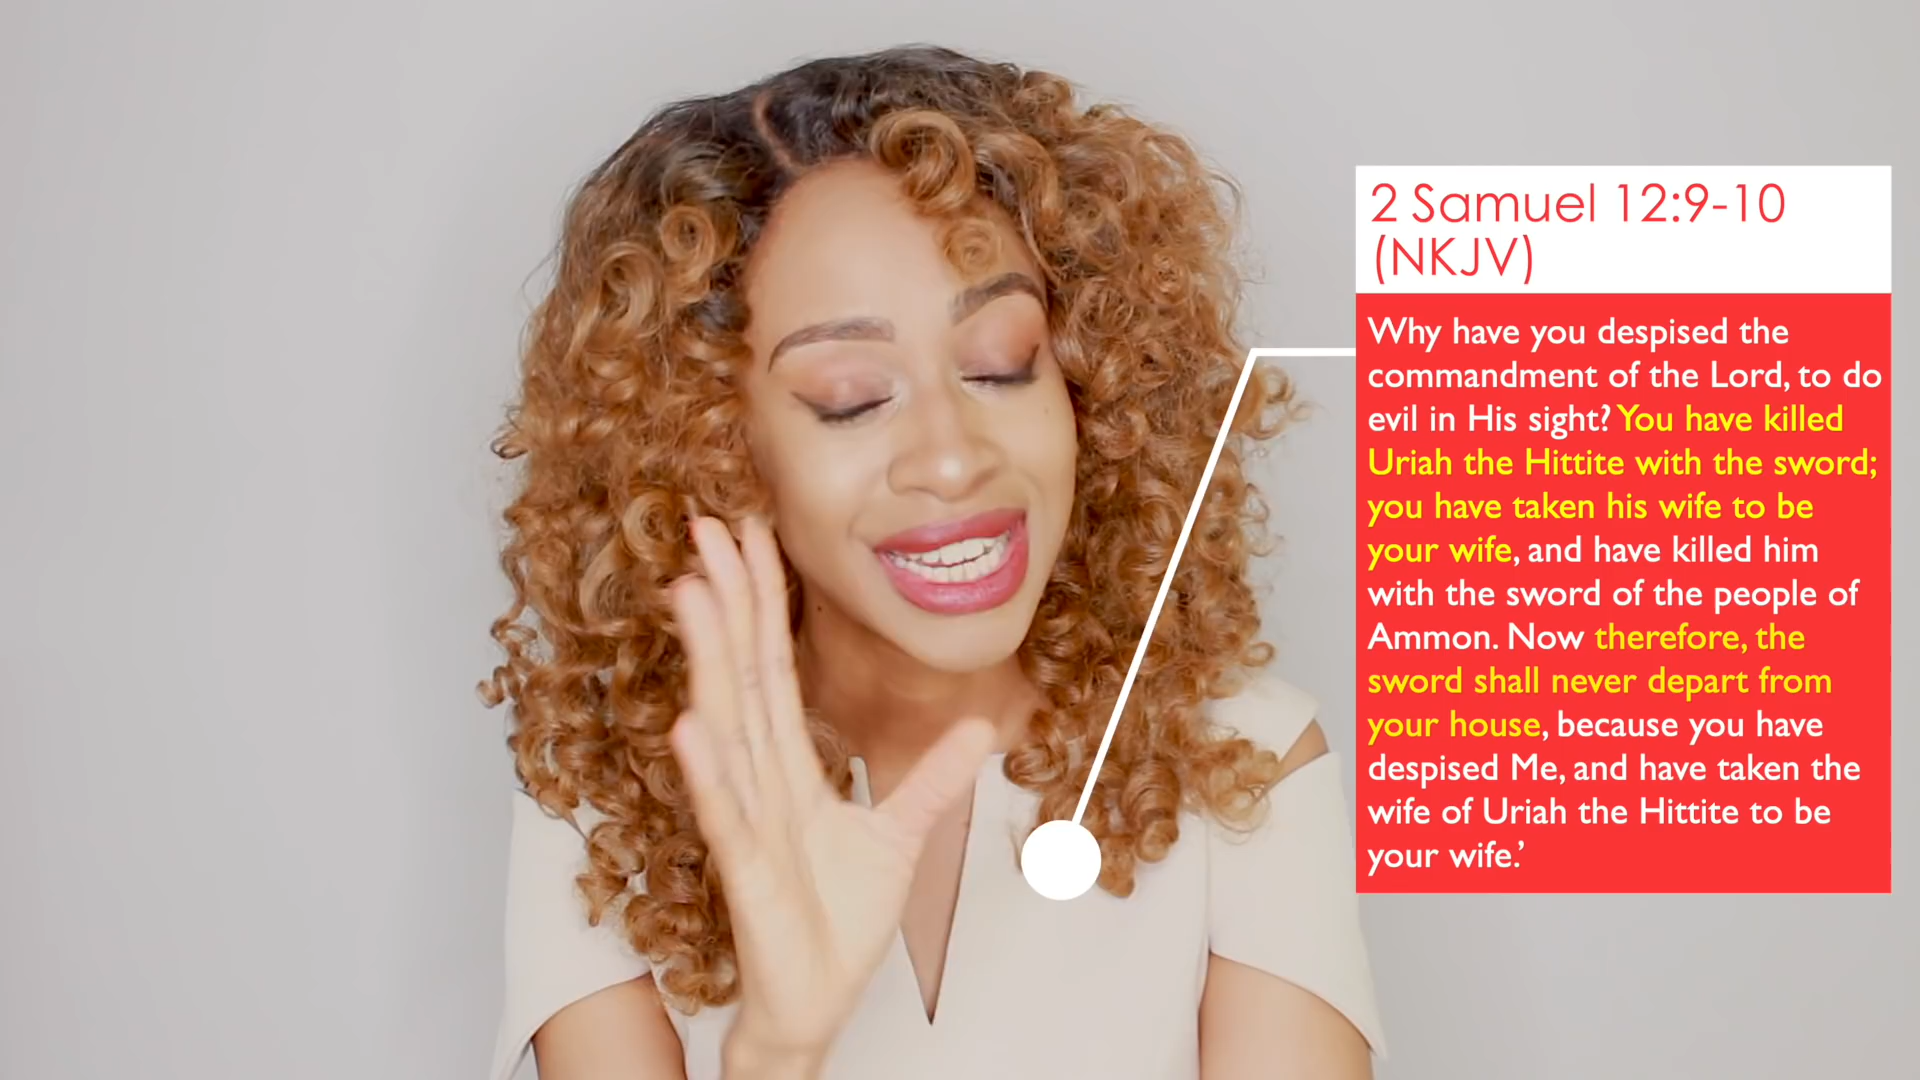 2 Samuel 12:9-10
(NKJV)
Why have you despised the
commandment of the Lord, to do
evil in His sight? You have killed
Uriah the Hittite with the sword;
you have taken his wife to be
your wife, and have killed him
with the sword of the people of
Ammon. Now therefore, the
sword shall never depart from
your house, because you have
despised Me, and have taken the
wife of Uriah the Hittite to be
your wife.’